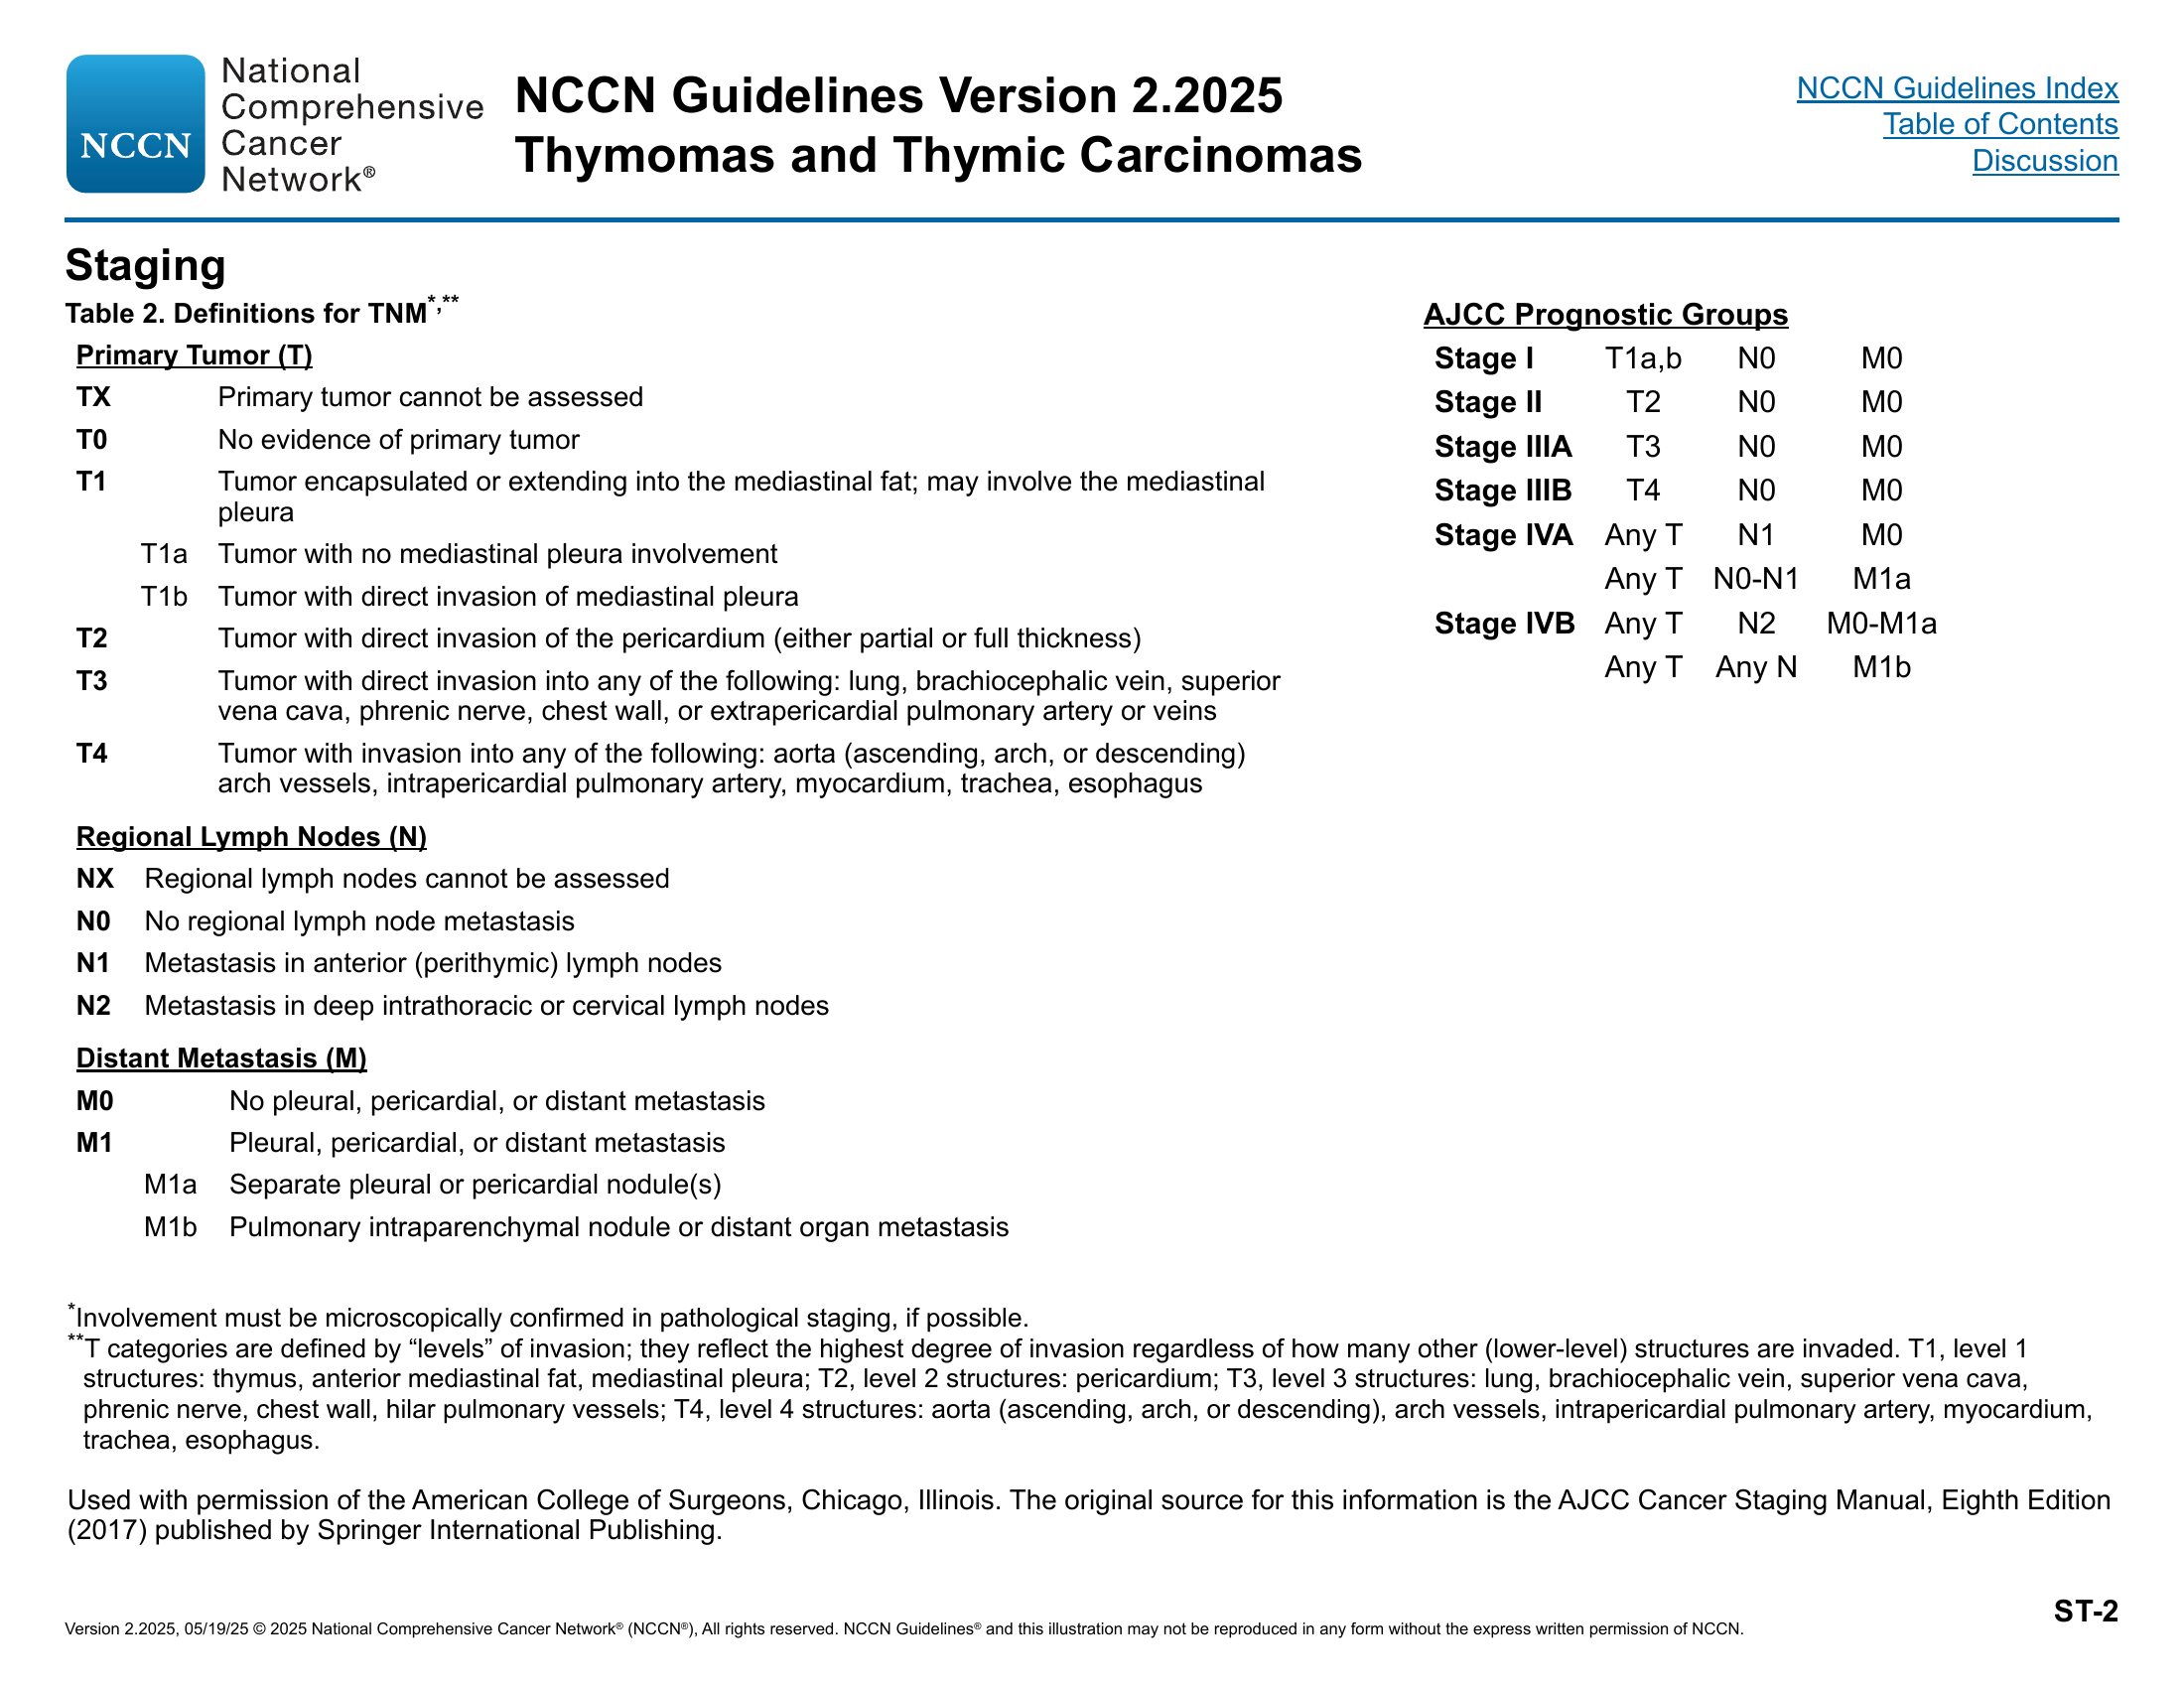 National
Comprehensive
Cancer
Network®
NCCN
NCCN Guidelines Version 2.2025
Thymomas and Thymic Carcinomas
NCCN Guidelines Index
Table of Contents
Discussion
Staging
Table 2. Definitions for TNM*,**
Primary Tumor (T)
TX Primary tumor cannot be assessed
T0 No evidence of primary tumor
T1 Tumor encapsulated or extending into the mediastinal fat; may involve the mediastinal
pleura
T1a Tumor with no mediastinal pleura involvement
T1b Tumor with direct invasion of mediastinal pleura
T2 Tumor with direct invasion of the pericardium (either partial or full thickness)
T3 Tumor with direct invasion into any of the following: lung, brachiocephalic vein, superior
vena cava, phrenic nerve, chest wall, or extrapericardial pulmonary artery or veins
T4 Tumor with invasion into any of the following: aorta (ascending, arch, or descending)
arch vessels, intrapericardial pulmonary artery, myocardium, trachea, esophagus
Regional Lymph Nodes (N)
NX Regional lymph nodes cannot be assessed
N0 No regional lymph node metastasis
N1 Metastasis in anterior (perithymic) lymph nodes
N2 Metastasis in deep intrathoracic or cervical lymph nodes
Distant Metastasis (M)
M0 No pleural, pericardial, or distant metastasis
M1 Pleural, pericardial, or distant metastasis
M1a Separate pleural or pericardial nodule(s)
M1b Pulmonary intraparenchymal nodule or distant organ metastasis
AJCC Prognostic Groups
Stage I T1a,b N0 M0
Stage II T2 N0 M0
Stage IIIA T3 N0 M0
Stage IIIB T4 N0 M0
Stage IVA Any T N1 M0
Any T N0-N1 M1a
Stage IVB Any T N2 M0-M1a
Any T Any N M1b
*Involvement must be microscopically confirmed in pathological staging, if possible.
**T categories are defined by “levels” of invasion; they reflect the highest degree of invasion regardless of how many other (lower-level) structures are invaded. T1, level 1
structures: thymus, anterior mediastinal fat, mediastinal pleura; T2, level 2 structures: pericardium; T3, level 3 structures: lung, brachiocephalic vein, superior vena cava,
phrenic nerve, chest wall, hilar pulmonary vessels; T4, level 4 structures: aorta (ascending, arch, or descending), arch vessels, intrapericardial pulmonary artery, myocardium,
trachea, esophagus.
Used with permission of the American College of Surgeons, Chicago, Illinois. The original source for this information is the AJCC Cancer Staging Manual, Eighth Edition
(2017) published by Springer International Publishing.
ST-2
Version 2.2025, 05/19/25 © 2025 National Comprehensive Cancer Network® (NCCN®), All rights reserved. NCCN Guidelines® and this illustration may not be reproduced in any form without the express written permission of NCCN.